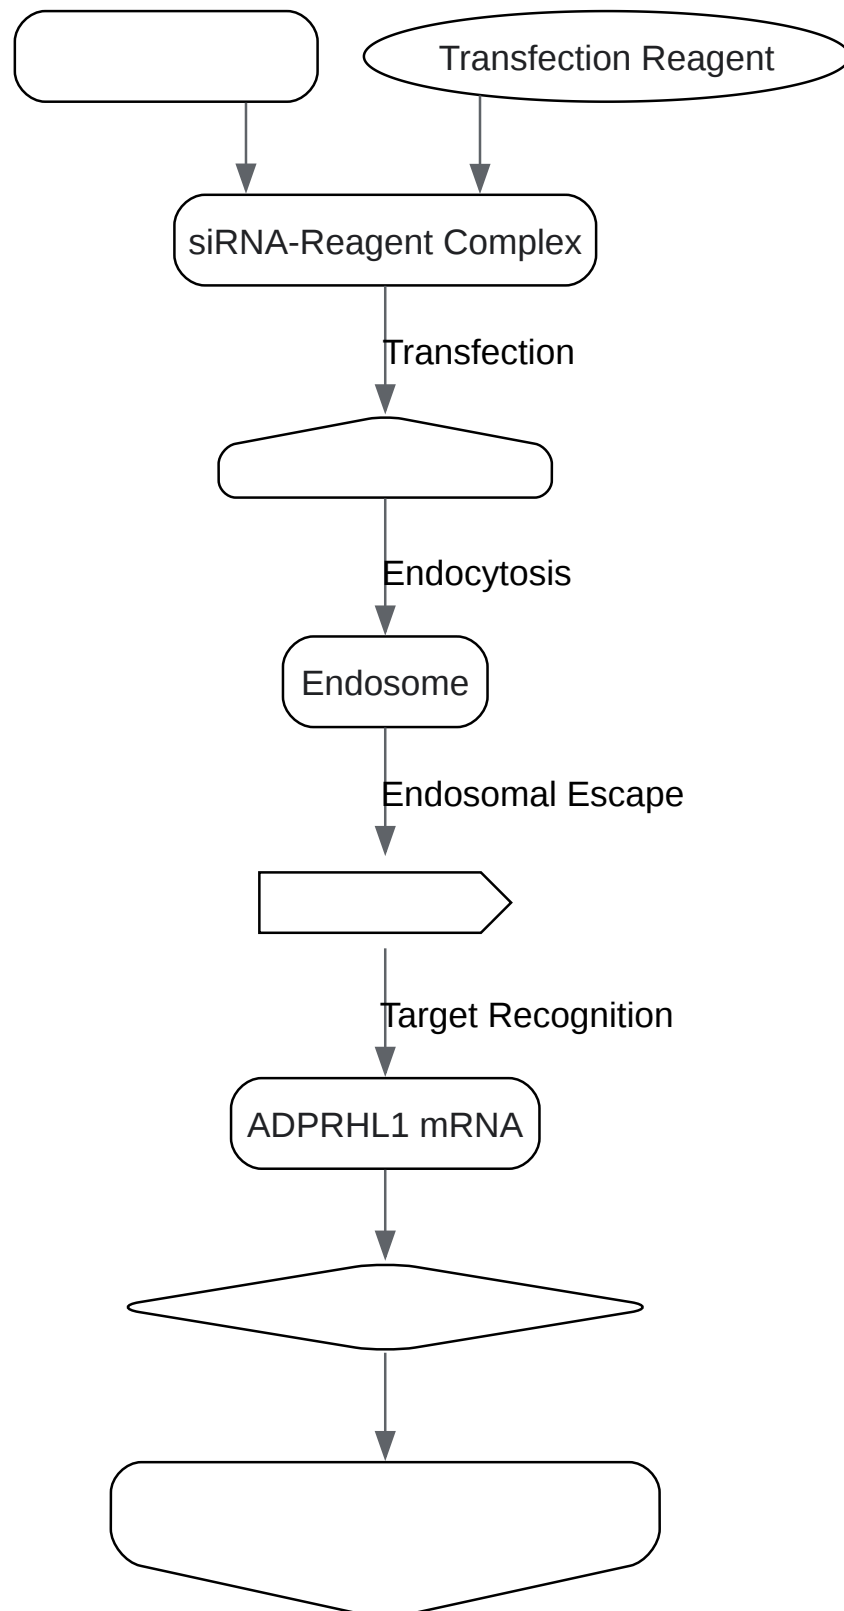 Transfection Reagent
siRNA-Reagent Complex
Transfection
Endocytosis
Endosome
Endosomal Escape
Target Recognition
ADPRHL1 mRNA